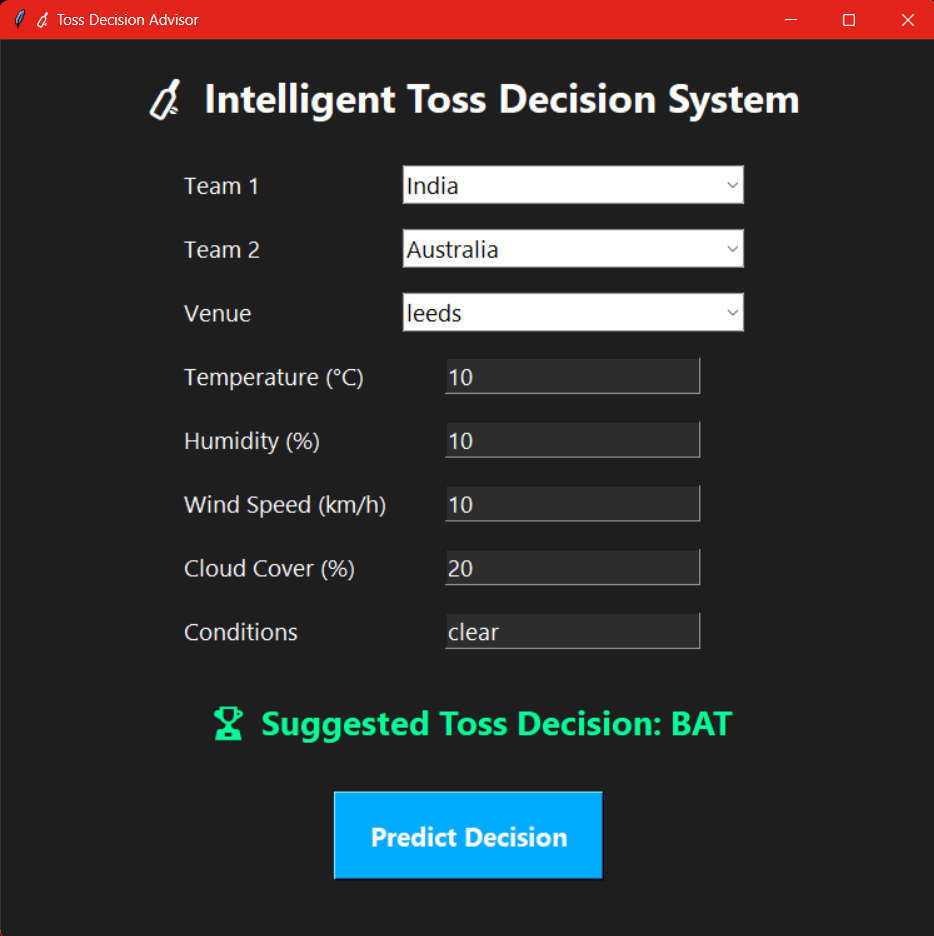 Toss Decision Advisor
Intelligent Toss Decision System
Team 1 India
Team 2 Australia
Venue leeds
Temperature (°C) 10
Humidity (%) 10
Wind Speed (km/h) 10
Cloud Cover (%) 20
Conditions clear
Suggested Toss Decision: BAT
Predict Decision